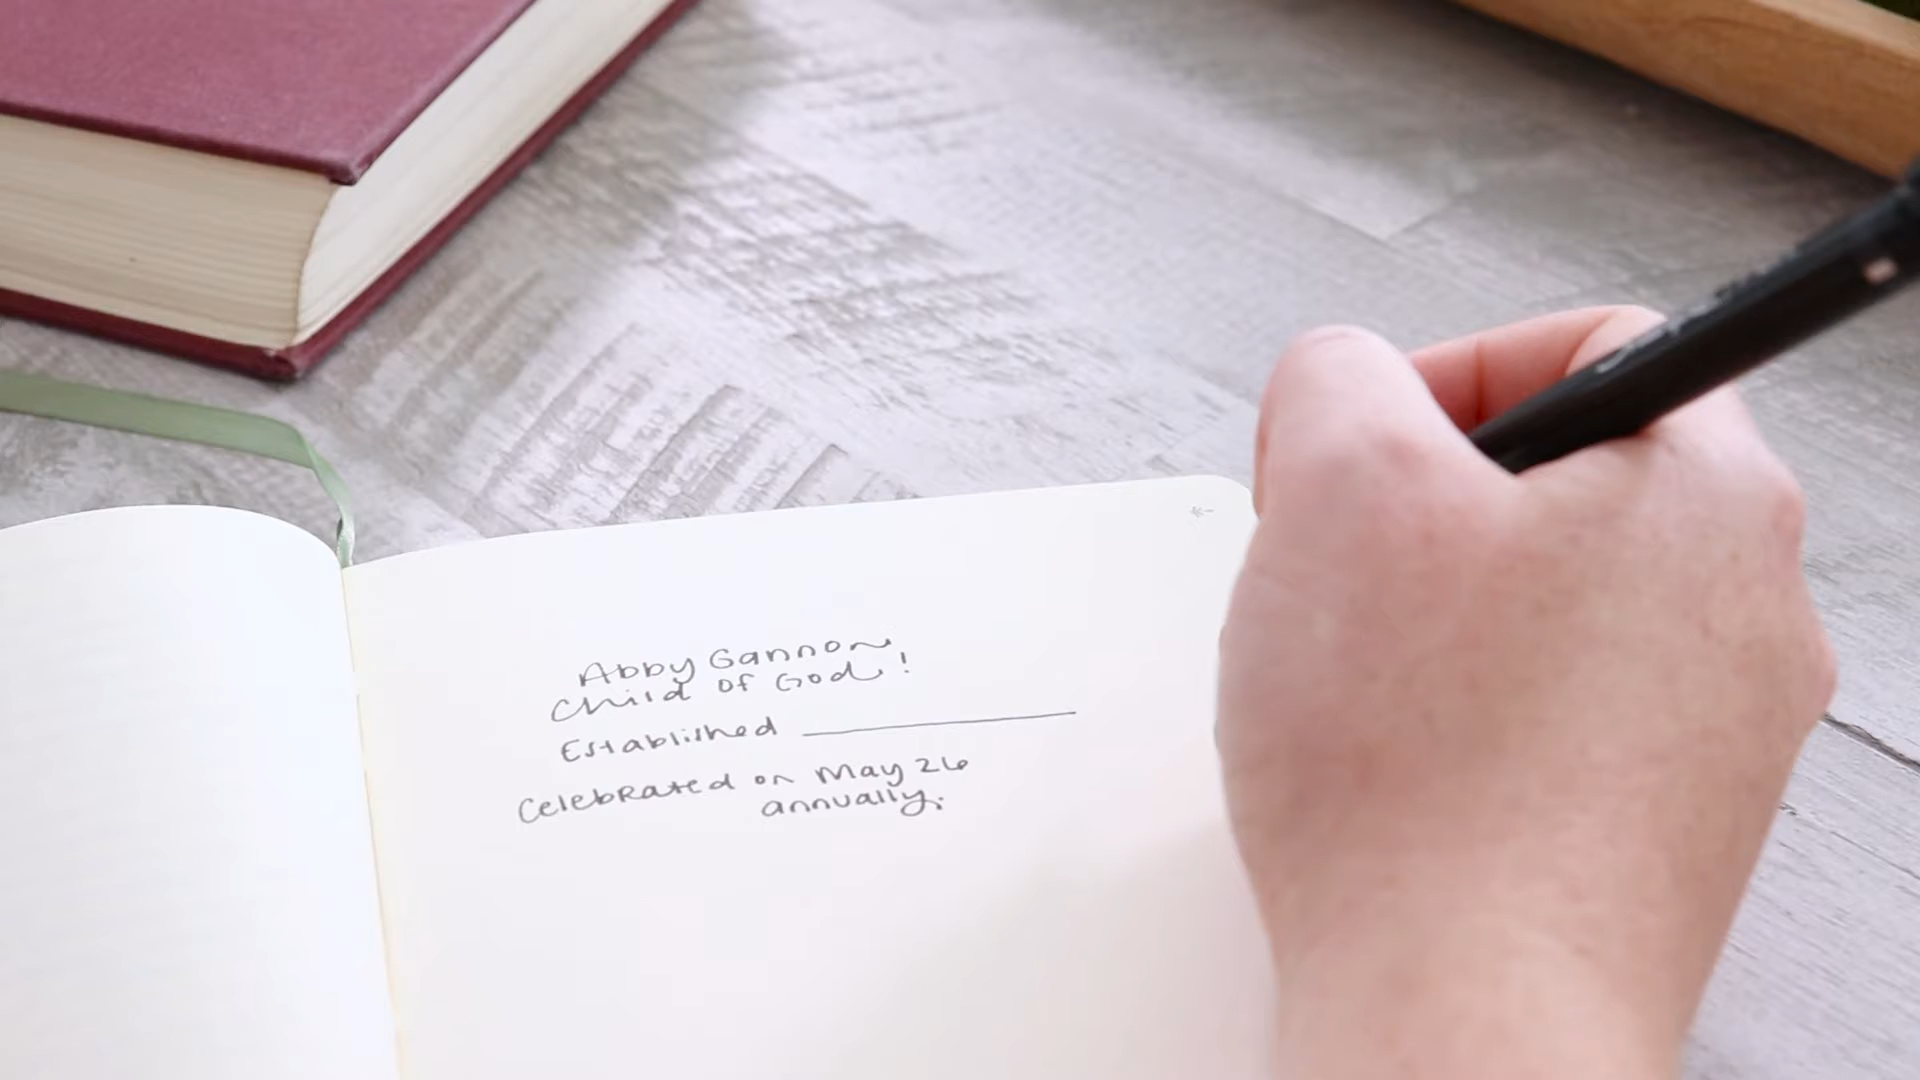 Abby Gannon
Child of God!
Established
Celebrated on May 26
annually.